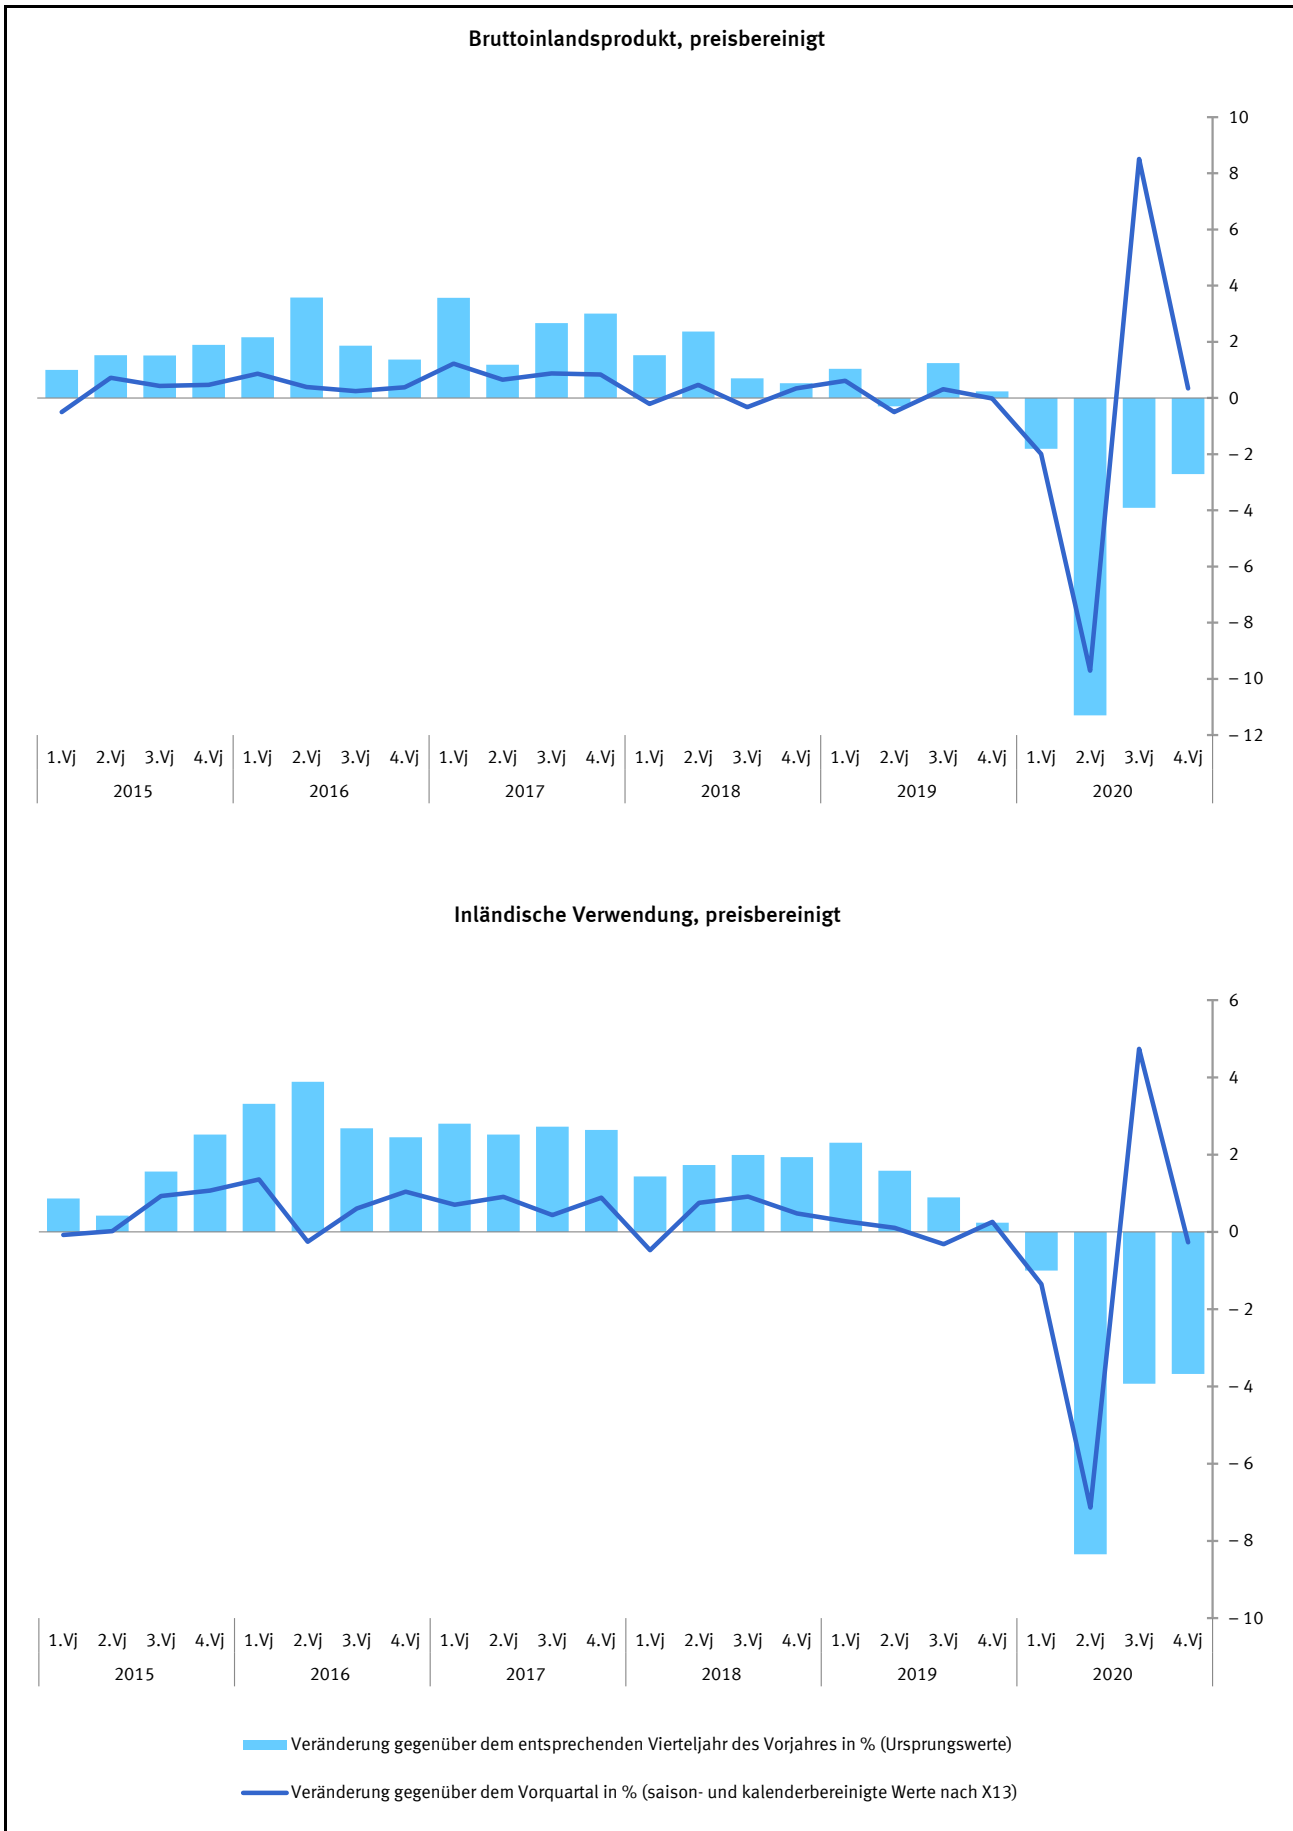 Bruttoinlandsprodukt, preisbereinigt
10
8
6
4
2
0
– 2
– 4
– 6
– 8
– 10
– 12
1.Vj 2.Vj 3.Vj 4.Vj 1.Vj 2.Vj 3.Vj 4.Vj 1.Vj 2.Vj 3.Vj 4.Vj 1.Vj 2.Vj 3.Vj 4.Vj 1.Vj 2.Vj 3.Vj 4.Vj 1.Vj 2.Vj 3.Vj 4.Vj
2015 2016 2017 2018 2019 2020
Inländische Verwendung, preisbereinigt
6
4
2
0
– 2
– 4
– 6
– 8
– 10
1.Vj 2.Vj 3.Vj 4.Vj 1.Vj 2.Vj 3.Vj 4.Vj 1.Vj 2.Vj 3.Vj 4.Vj 1.Vj 2.Vj 3.Vj 4.Vj 1.Vj 2.Vj 3.Vj 4.Vj 1.Vj 2.Vj 3.Vj 4.Vj
2015 2016 2017 2018 2019 2020
Veränderung gegenüber dem entsprechenden Vierteljahr des Vorjahres in % (Ursprungswerte)
Veränderung gegenüber dem Vorquartal in % (saison- und kalenderbereinigte Werte nach X13)